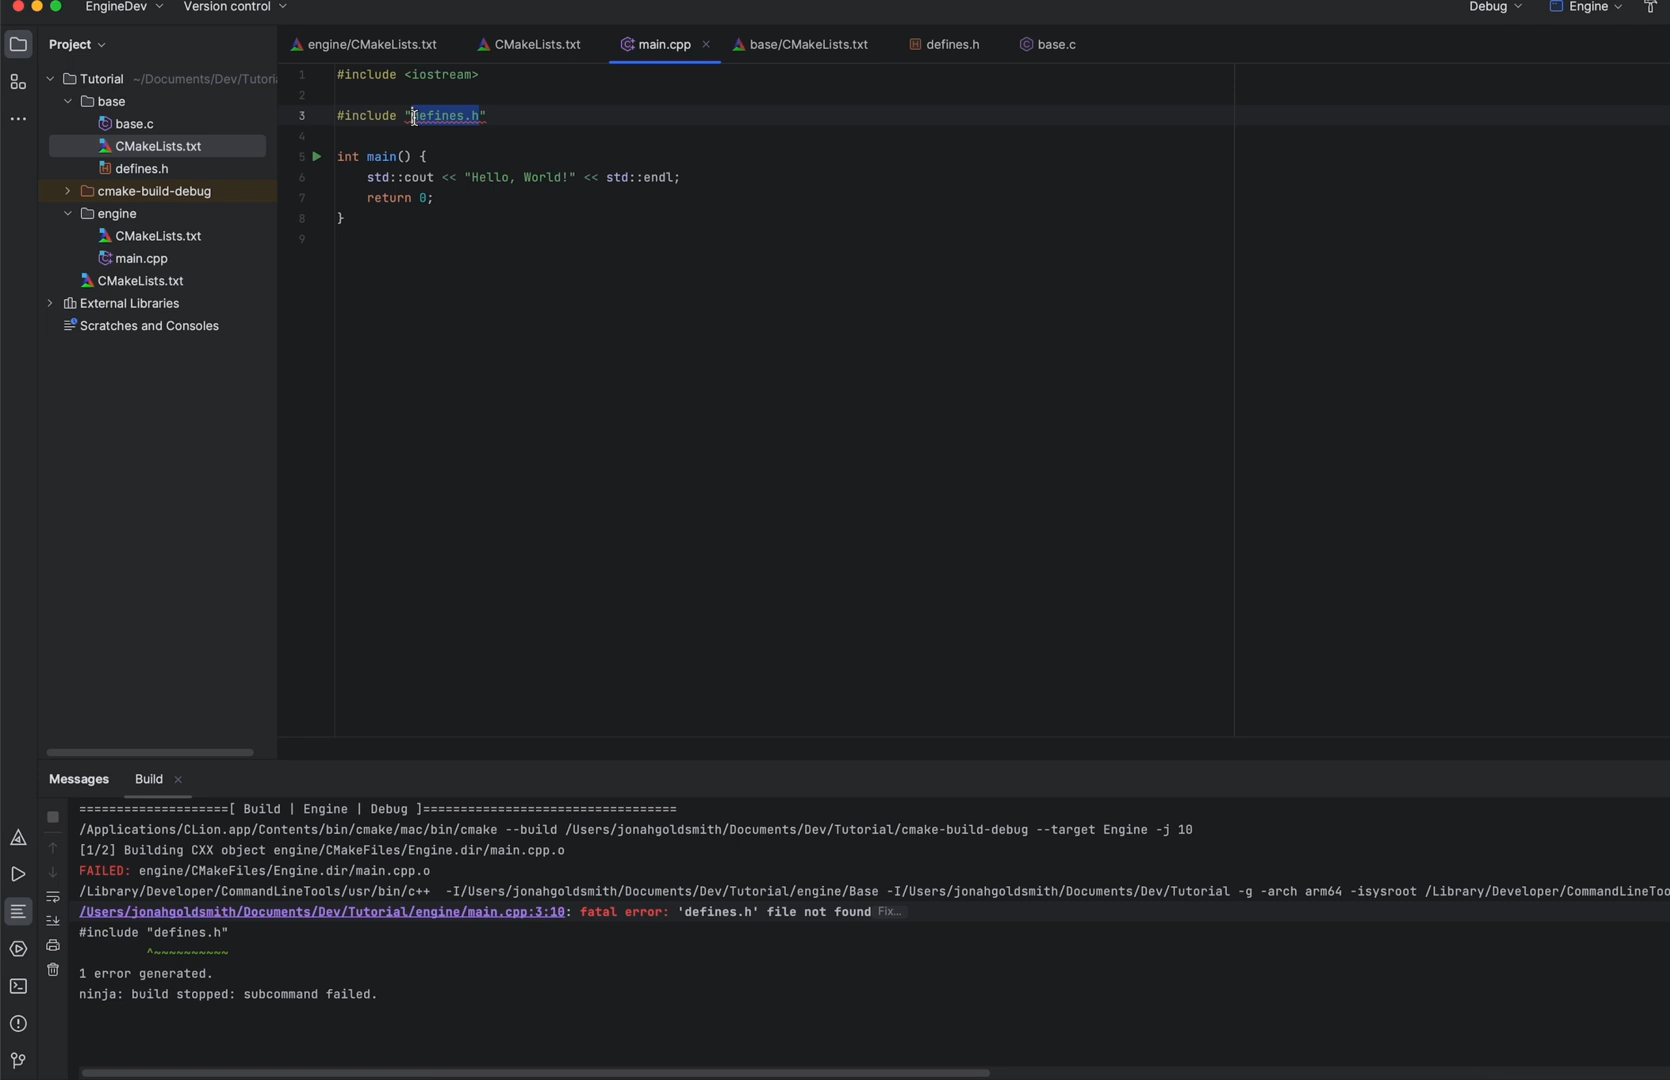 EngineDev
Version control
Debug
Engine
Project
engine/CMakeLists.txt
CMakeLists.txt
main.cpp
base/CMakeLists.txt
defines.h
base.c
Tutorial ~/Documents/Dev/Tutori
base
base.c
CMakeLists.txt
defines.h
cmake-build-debug
engine
CMakeLists.txt
main.cpp
CMakeLists.txt
External Libraries
Scratches and Consoles
1 #include <iostream>
2
3 #include "defines.h"
4
5 int main() {
6 std::cout << "Hello, World!" << std::endl;
7 return 0;
8 }
9
Messages
Build
====================[ Build | Engine | Debug ]==================================
/Applications/CLion.app/Contents/bin/cmake/mac/bin/cmake --build /Users/jonahgoldsmith/Documents/Dev/Tutorial/cmake-build-debug --target Engine -j 10
[1/2] Building CXX object engine/CMakeFiles/Engine.dir/main.cpp.o
FAILED: engine/CMakeFiles/Engine.dir/main.cpp.o
/Library/Developer/CommandLineTools/usr/bin/c++ -I/Users/jonahgoldsmith/Documents/Dev/Tutorial/engine/Base -I/Users/jonahgoldsmith/Documents/Dev/Tutorial -g -arch arm64 -isysroot /Library/Developer/CommandLineToo
/Users/jonahgoldsmith/Documents/Dev/Tutorial/engine/main.cpp:3:10: fatal error: 'defines.h' file not found Fix...
#include "defines.h"
^~~~~~~~~~~
1 error generated.
ninja: build stopped: subcommand failed.